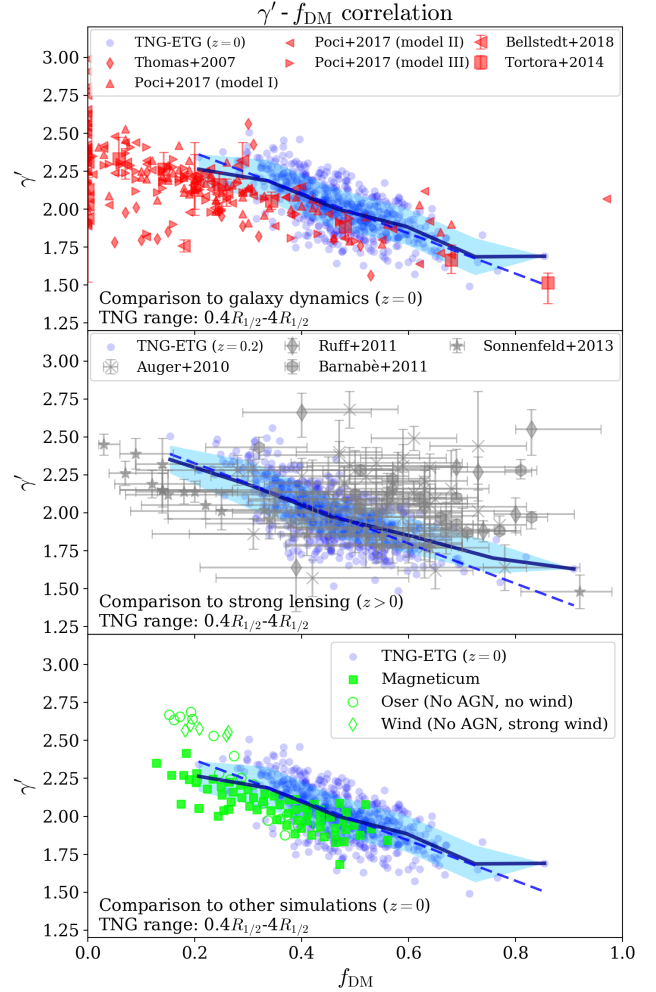 γ′ - f_DM correlation
TNG-ETG (z = 0)
Thomas+2007
Poci+2017 (model I)
Poci+2017 (model II)
Poci+2017 (model III)
Bellstedt+2018
Tortora+2014
3.00
2.75
2.50
2.25
2.00
1.75
1.50
1.25
γ′
Comparison to galaxy dynamics (z = 0)
TNG range: 0.4R_1/2-4R_1/2
TNG-ETG (z = 0.2)
Auger+2010
Ruff+2011
Barnabè+2011
Sonnenfeld+2013
3.00
2.75
2.50
2.25
2.00
1.75
1.50
1.25
γ′
Comparison to strong lensing (z > 0)
TNG range: 0.4R_1/2-4R_1/2
TNG-ETG (z = 0)
Magneticum
Oser (No AGN, no wind)
Wind (No AGN, strong wind)
3.00
2.75
2.50
2.25
2.00
1.75
1.50
1.25
γ′
Comparison to other simulations (z = 0)
TNG range: 0.4R_1/2-4R_1/2
0.0 0.2 0.4 0.6 0.8 1.0
f_DM